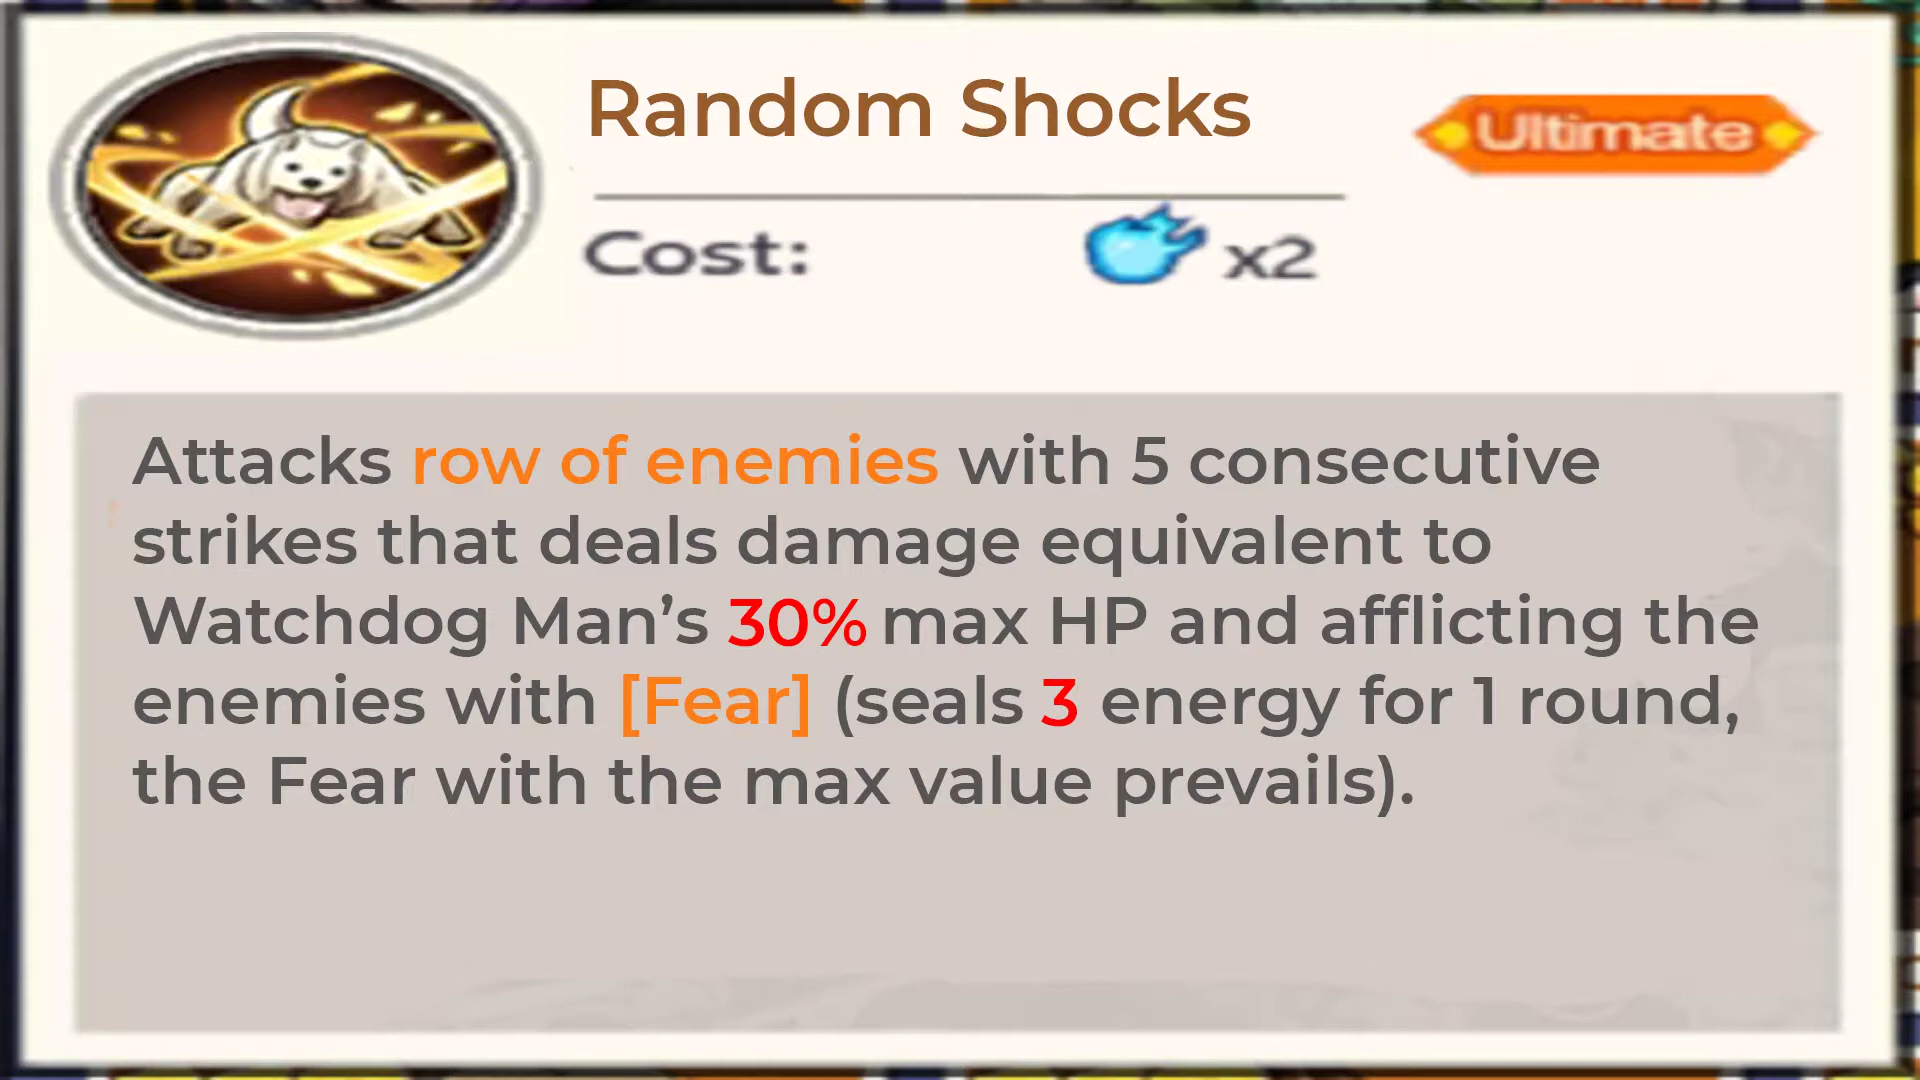 Random Shocks
Ultimate
Cost: x2
Attacks row of enemies with 5 consecutive
strikes that deals damage equivalent to
Watchdog Man’s 30% max HP and afflicting the
enemies with [Fear] (seals 3 energy for 1 round,
the Fear with the max value prevails).